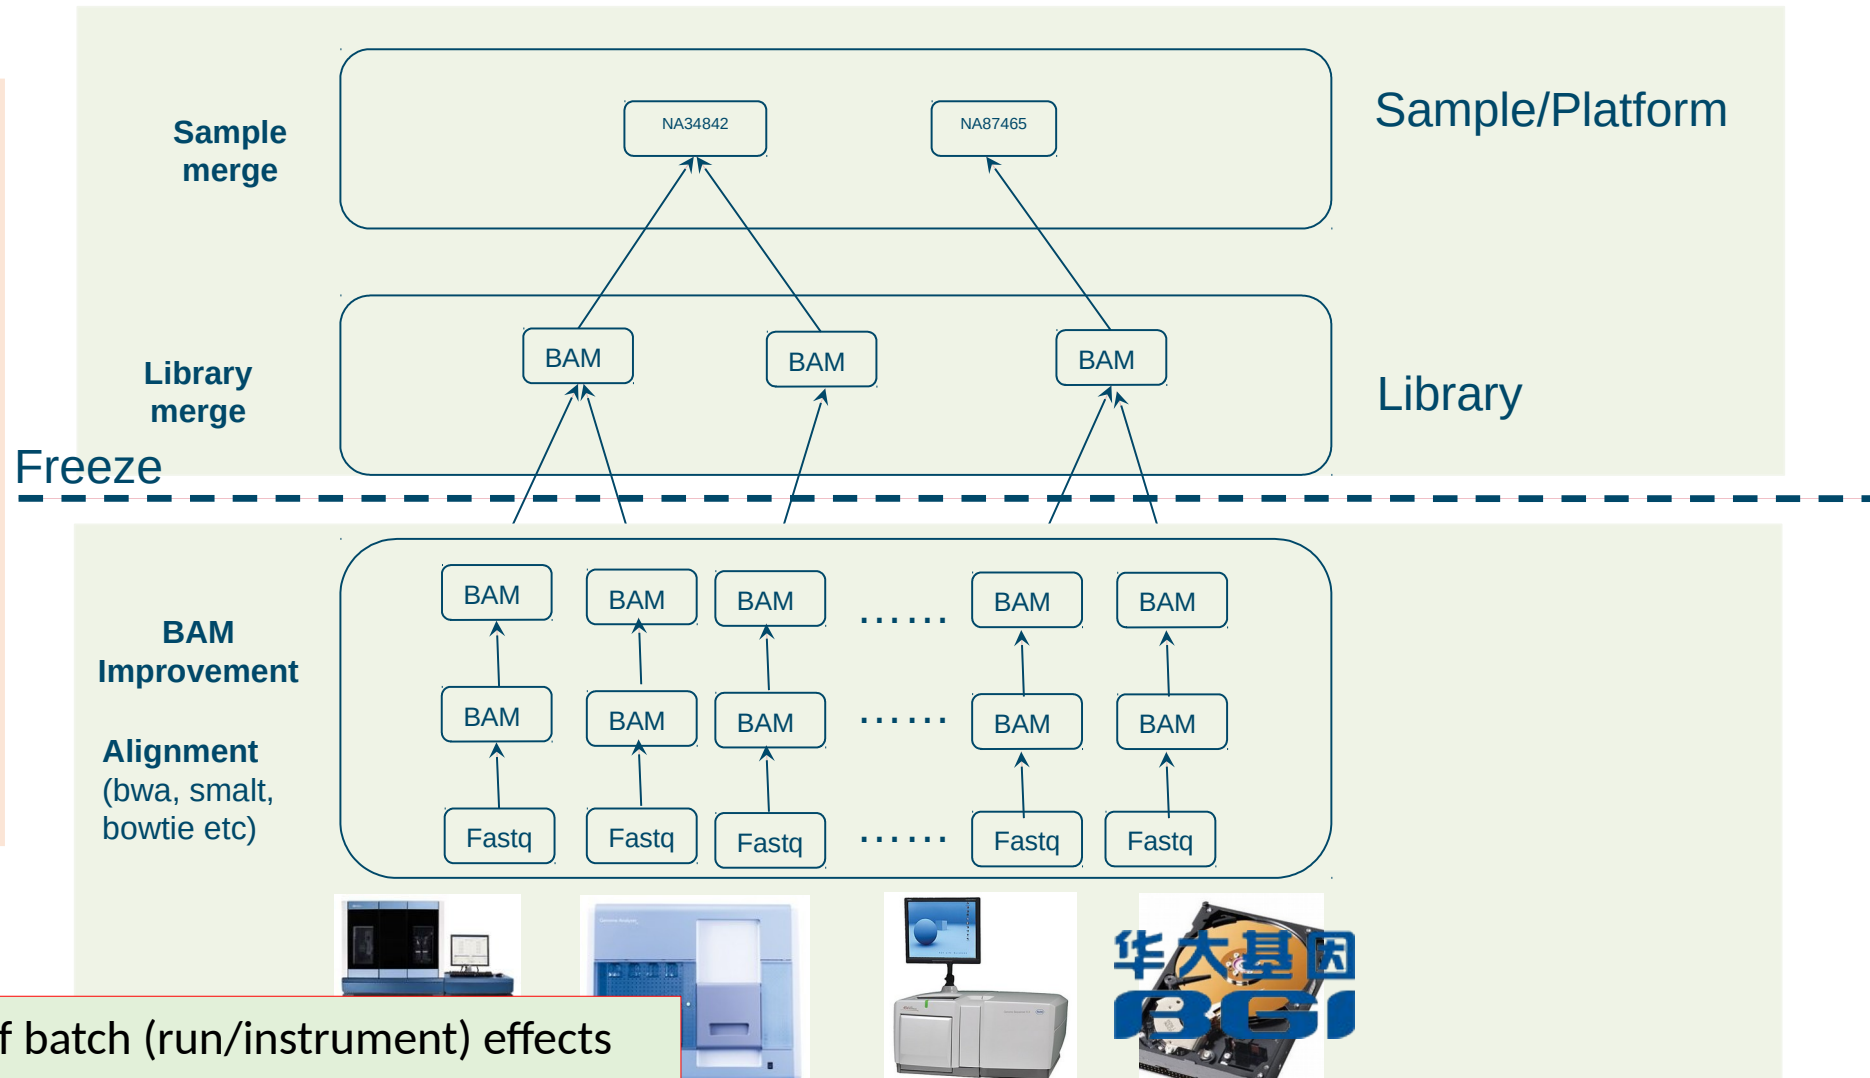 Sample/Platform
NA34842
NA87465
Sample
merge
BAM
BAM
BAM
Library
merge
Library
Freeze
BAM
BAM
BAM
......
BAM
BAM
BAM
Improvement
BAM
BAM
BAM
......
BAM
BAM
Alignment
(bwa, smalt,
bowtie etc)
Fastq
Fastq
Fastq
......
Fastq
Fastq
华大基因
BGI
f batch (run/instrument) effects